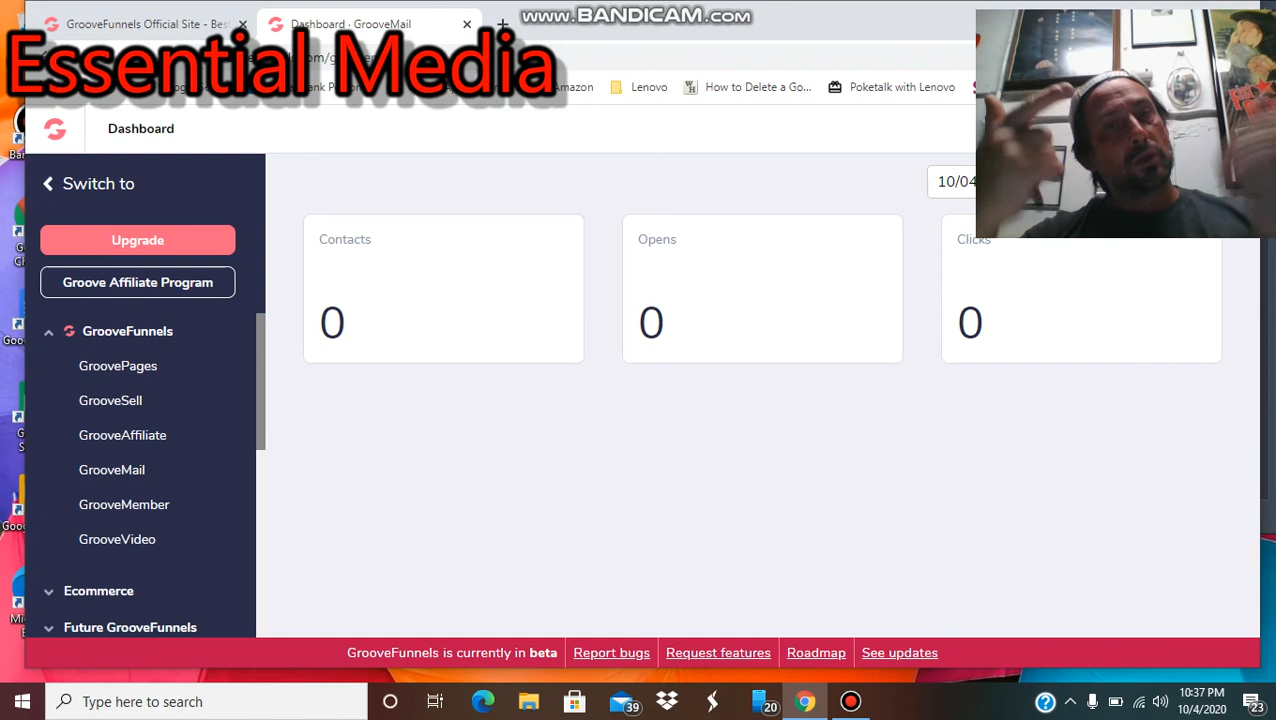 www.BANDICAM.com
GrooveFunnels Official Site - Bes
Dashboard · GrooveMail
Essential Media
Amazon
Lenovo
How to Delete a Go...
Poketalk with Lenovo
Dashboard
Switch to
10/04
Upgrade
Groove Affiliate Program
Contacts
Opens
Clicks
0
0
0
GrooveFunnels
GroovePages
GrooveSell
GrooveAffiliate
GrooveMail
GrooveMember
GrooveVideo
Ecommerce
Future GrooveFunnels
GrooveFunnels is currently in beta
Report bugs
Request features
Roadmap
See updates
Type here to search
39
20
10:37 PM
10/4/2020
23